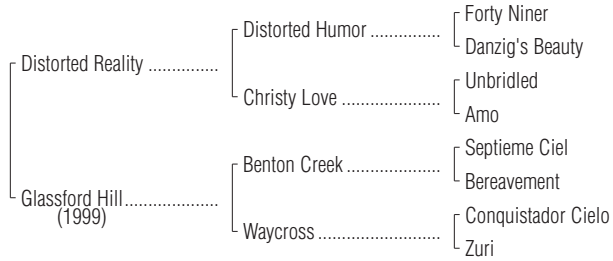 Forty Niner
Distorted Humor ...............
Danzig's Beauty
Distorted Reality ...............
Unbridled
Christy Love .....................
Amo
Septieme Ciel
Benton Creek ....................
Bereavement
Glassford Hill....................
(1999)
Conquistador Cielo
Waycross ..........................
Zuri